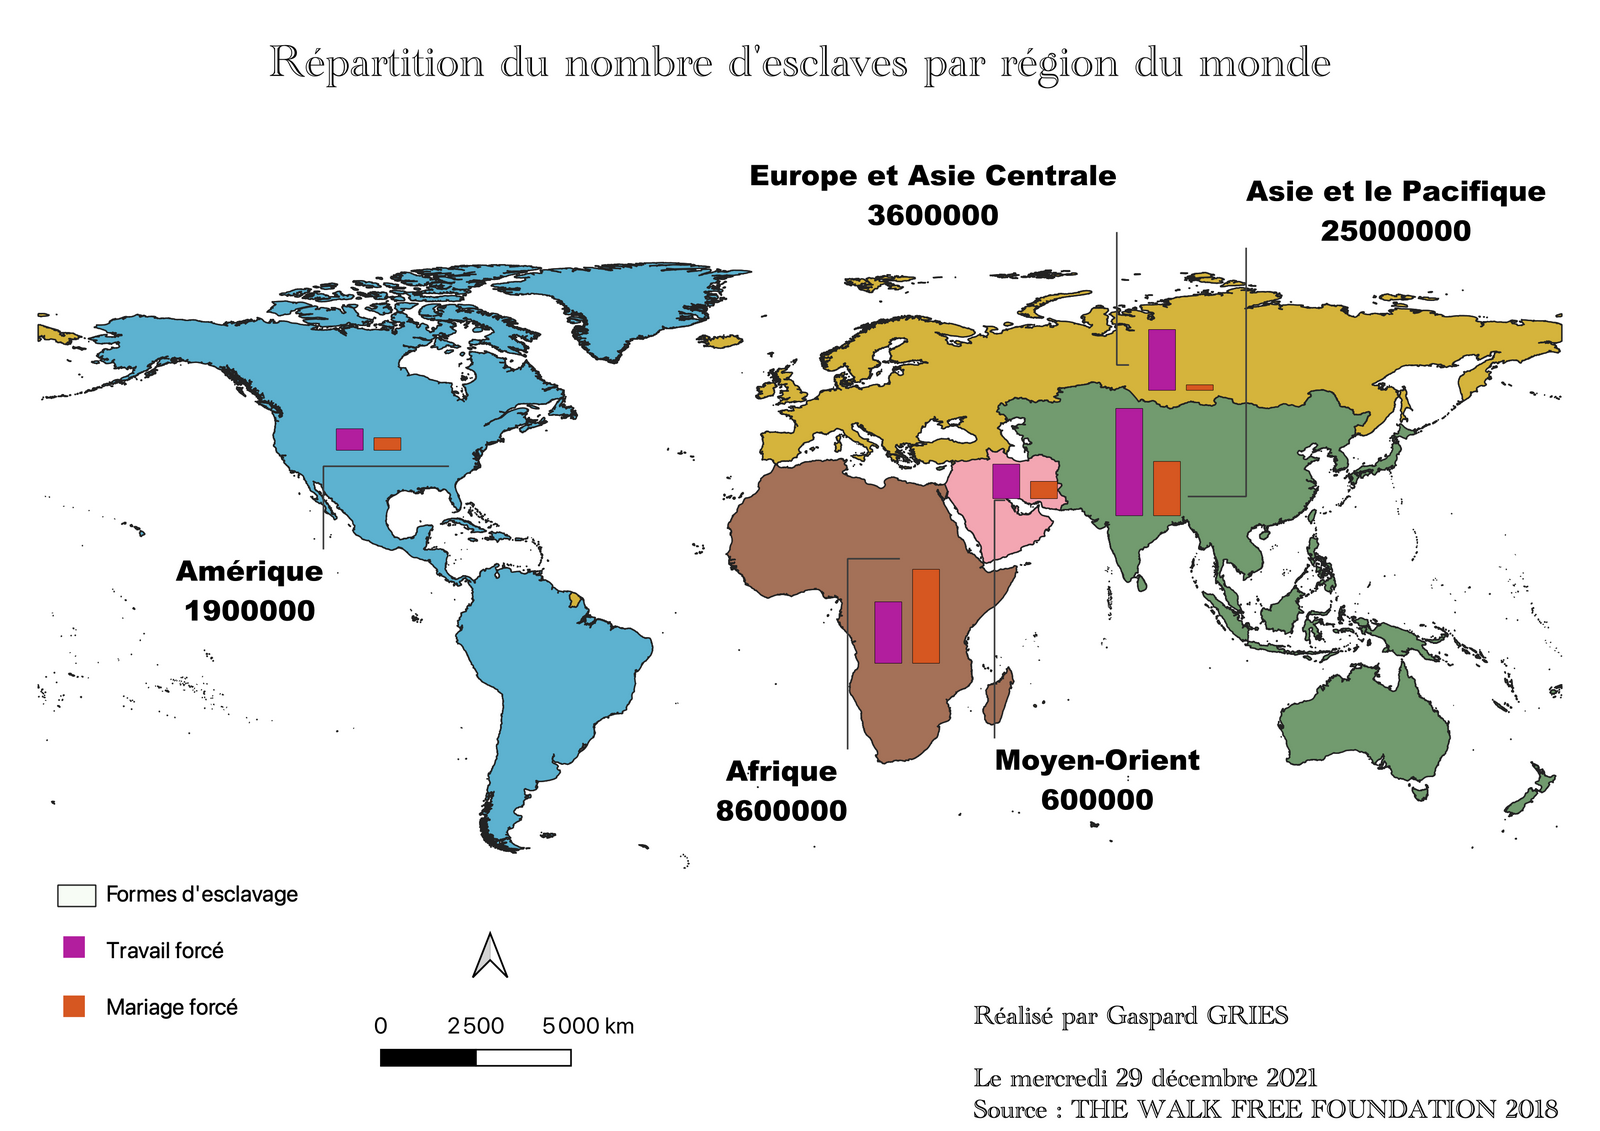 Répartition du nombre d'esclaves par région du monde
Europe et Asie Centrale
3600000
Asie et le Pacifique
25000000
Amérique
1900000
Afrique
8600000
Moyen-Orient
600000
Formes d'esclavage
Travail forcé
Mariage forcé
0 2500 5000 km
Réalisé par Gaspard GRIES
Le mercredi 29 décembre 2021
Source : THE WALK FREE FOUNDATION 2018